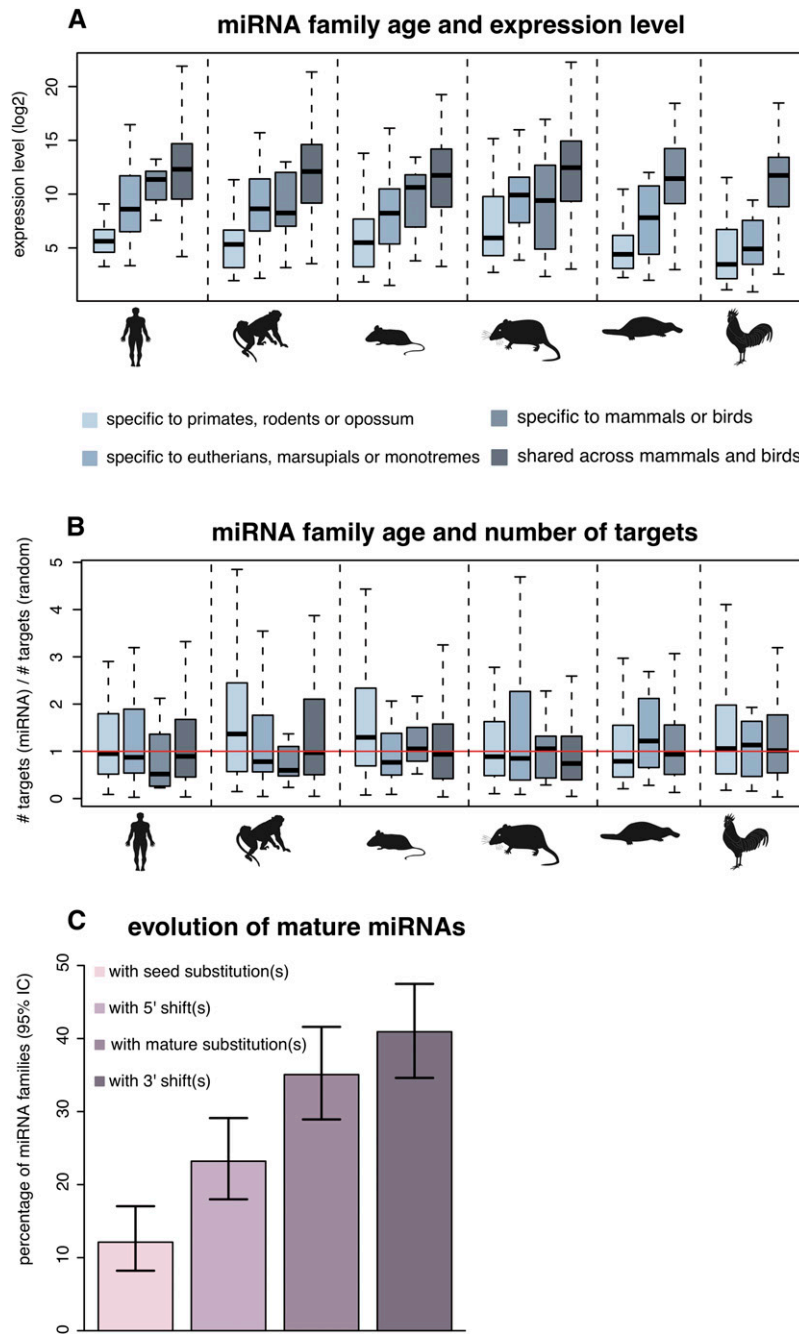 A miRNA family age and expression level
expression level (log2)
20
15
10
5
specific to primates, rodents or opossum
specific to mammals or birds
specific to eutherians, marsupials or monotremes
shared across mammals and birds
B miRNA family age and number of targets
# targets (miRNA) / # targets (random)
5
4
3
2
1
0
C evolution of mature miRNAs
percentage of miRNA families (95% IC)
50
40
30
20
10
0
with seed substitution(s)
with 5' shift(s)
with mature substitution(s)
with 3' shift(s)